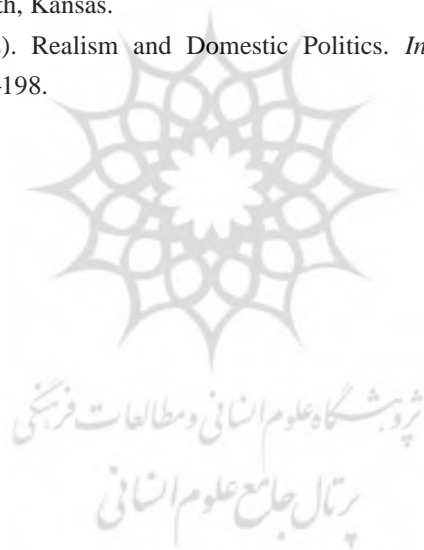 th, Kansas.
). Realism and Domestic Politics. In
-198.
پژوهشگاه علوم انسانی و مطالعات فرهنگی
پرتال جامع علوم انسانی